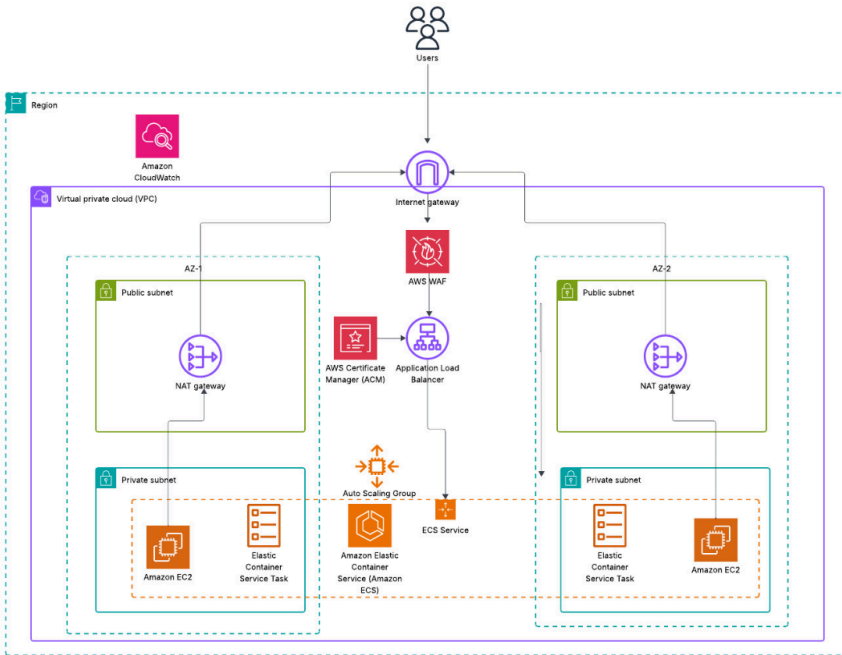 Users
Region
Amazon
CloudWatch
Virtual private cloud (VPC)
Internet gateway
AZ-1
AWS WAF
AZ-2
Public subnet
Public subnet
NAT gateway
AWS Certificate
Manager (ACM)
Application Load
Balancer
NAT gateway
Private subnet
Auto Scaling Group
Private subnet
ECS Service
Amazon EC2
Elastic
Container
Service Task
Amazon Elastic
Container
Service (Amazon
ECS)
Elastic
Container
Service Task
Amazon EC2